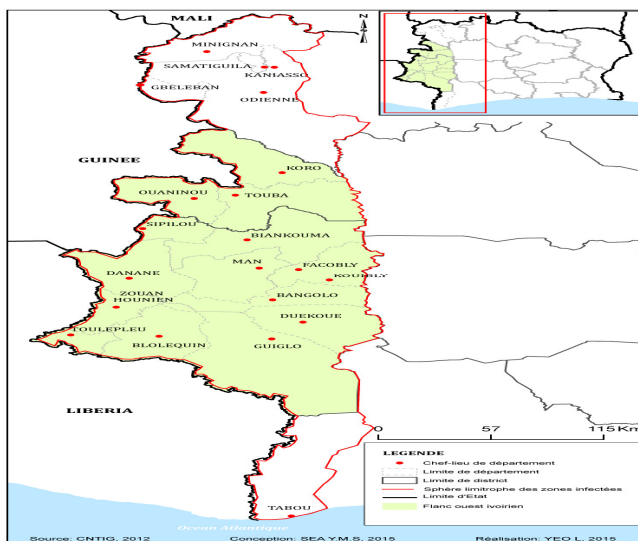 MALI
N
MINIGNAN
SAMATIGUILA
KANIASSO
GBELEBAN
ODIENNE
GUINEE
KORO
OUANINOU
TOUBA
SIPILOU
BIANKOUMA
MAN
FACOBLY
DANANE
KOUIBLY
ZOUAN
HOUNIEN
BANGOLO
DUEKOUE
TOULEPLEU
BLOLEQUIN
GUIGLO
LIBERIA
0 57 115 Km
LEGENDE
Chef-lieu de département
Limite de département
Limite de district
Sphère limitrophe des zones infectées
Limite d'Etat
Flanc ouest ivoirien
TABOU
Ocean Atlantique
Source: CNTIG, 2012 Conception: SEA Y.M.S, 2015 Réalisation: YEO L, 2015